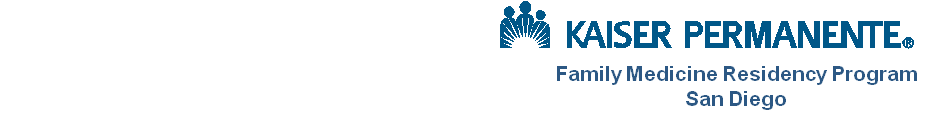 KAISER PERMANENTE®
Family Medicine Residency Program
San Diego